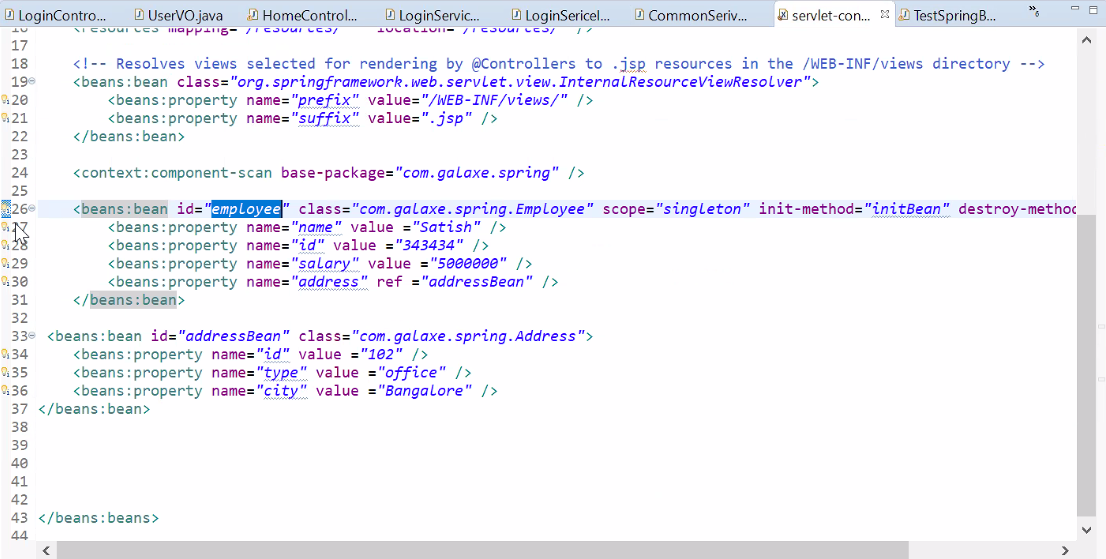 LoginContro... UserVO.java HomeControl... LoginServic... LoginSericeI... CommonSeriv... servlet-con... TestSpringB... »6
16 <resources mapping="/resources/**" location="/resources/" />
17
18 <!-- Resolves views selected for rendering by @Controllers to .jsp resources in the /WEB-INF/views directory -->
19 <beans:bean class="org.springframework.web.servlet.view.InternalResourceViewResolver">
20 <beans:property name="prefix" value="/WEB-INF/views/" />
21 <beans:property name="suffix" value=".jsp" />
22 </beans:bean>
23
24 <context:component-scan base-package="com.galaxe.spring" />
25
26 <beans:bean id="employee" class="com.galaxe.spring.Employee" scope="singleton" init-method="initBean" destroy-method
27 <beans:property name="name" value ="Satish" />
28 <beans:property name="id" value ="343434" />
29 <beans:property name="salary" value ="5000000" />
30 <beans:property name="address" ref ="addressBean" />
31 </beans:bean>
32
33 <beans:bean id="addressBean" class="com.galaxe.spring.Address">
34 <beans:property name="id" value ="102" />
35 <beans:property name="type" value ="office" />
36 <beans:property name="city" value ="Bangalore" />
37 </beans:bean>
38
39
40
41
42
43 </beans:beans>
44